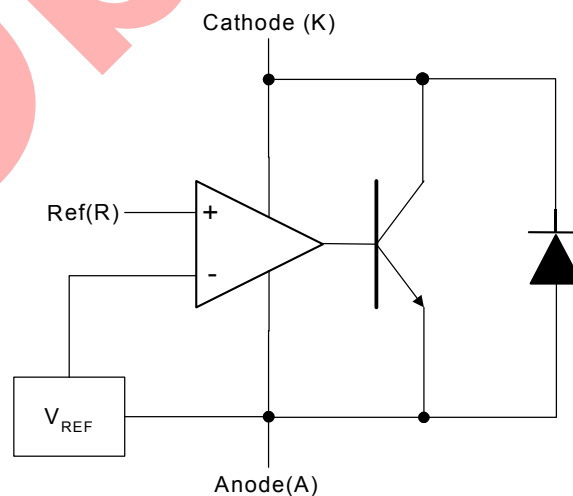 Cathode (K)
Ref(R)
+
-
VREF
Anode(A)